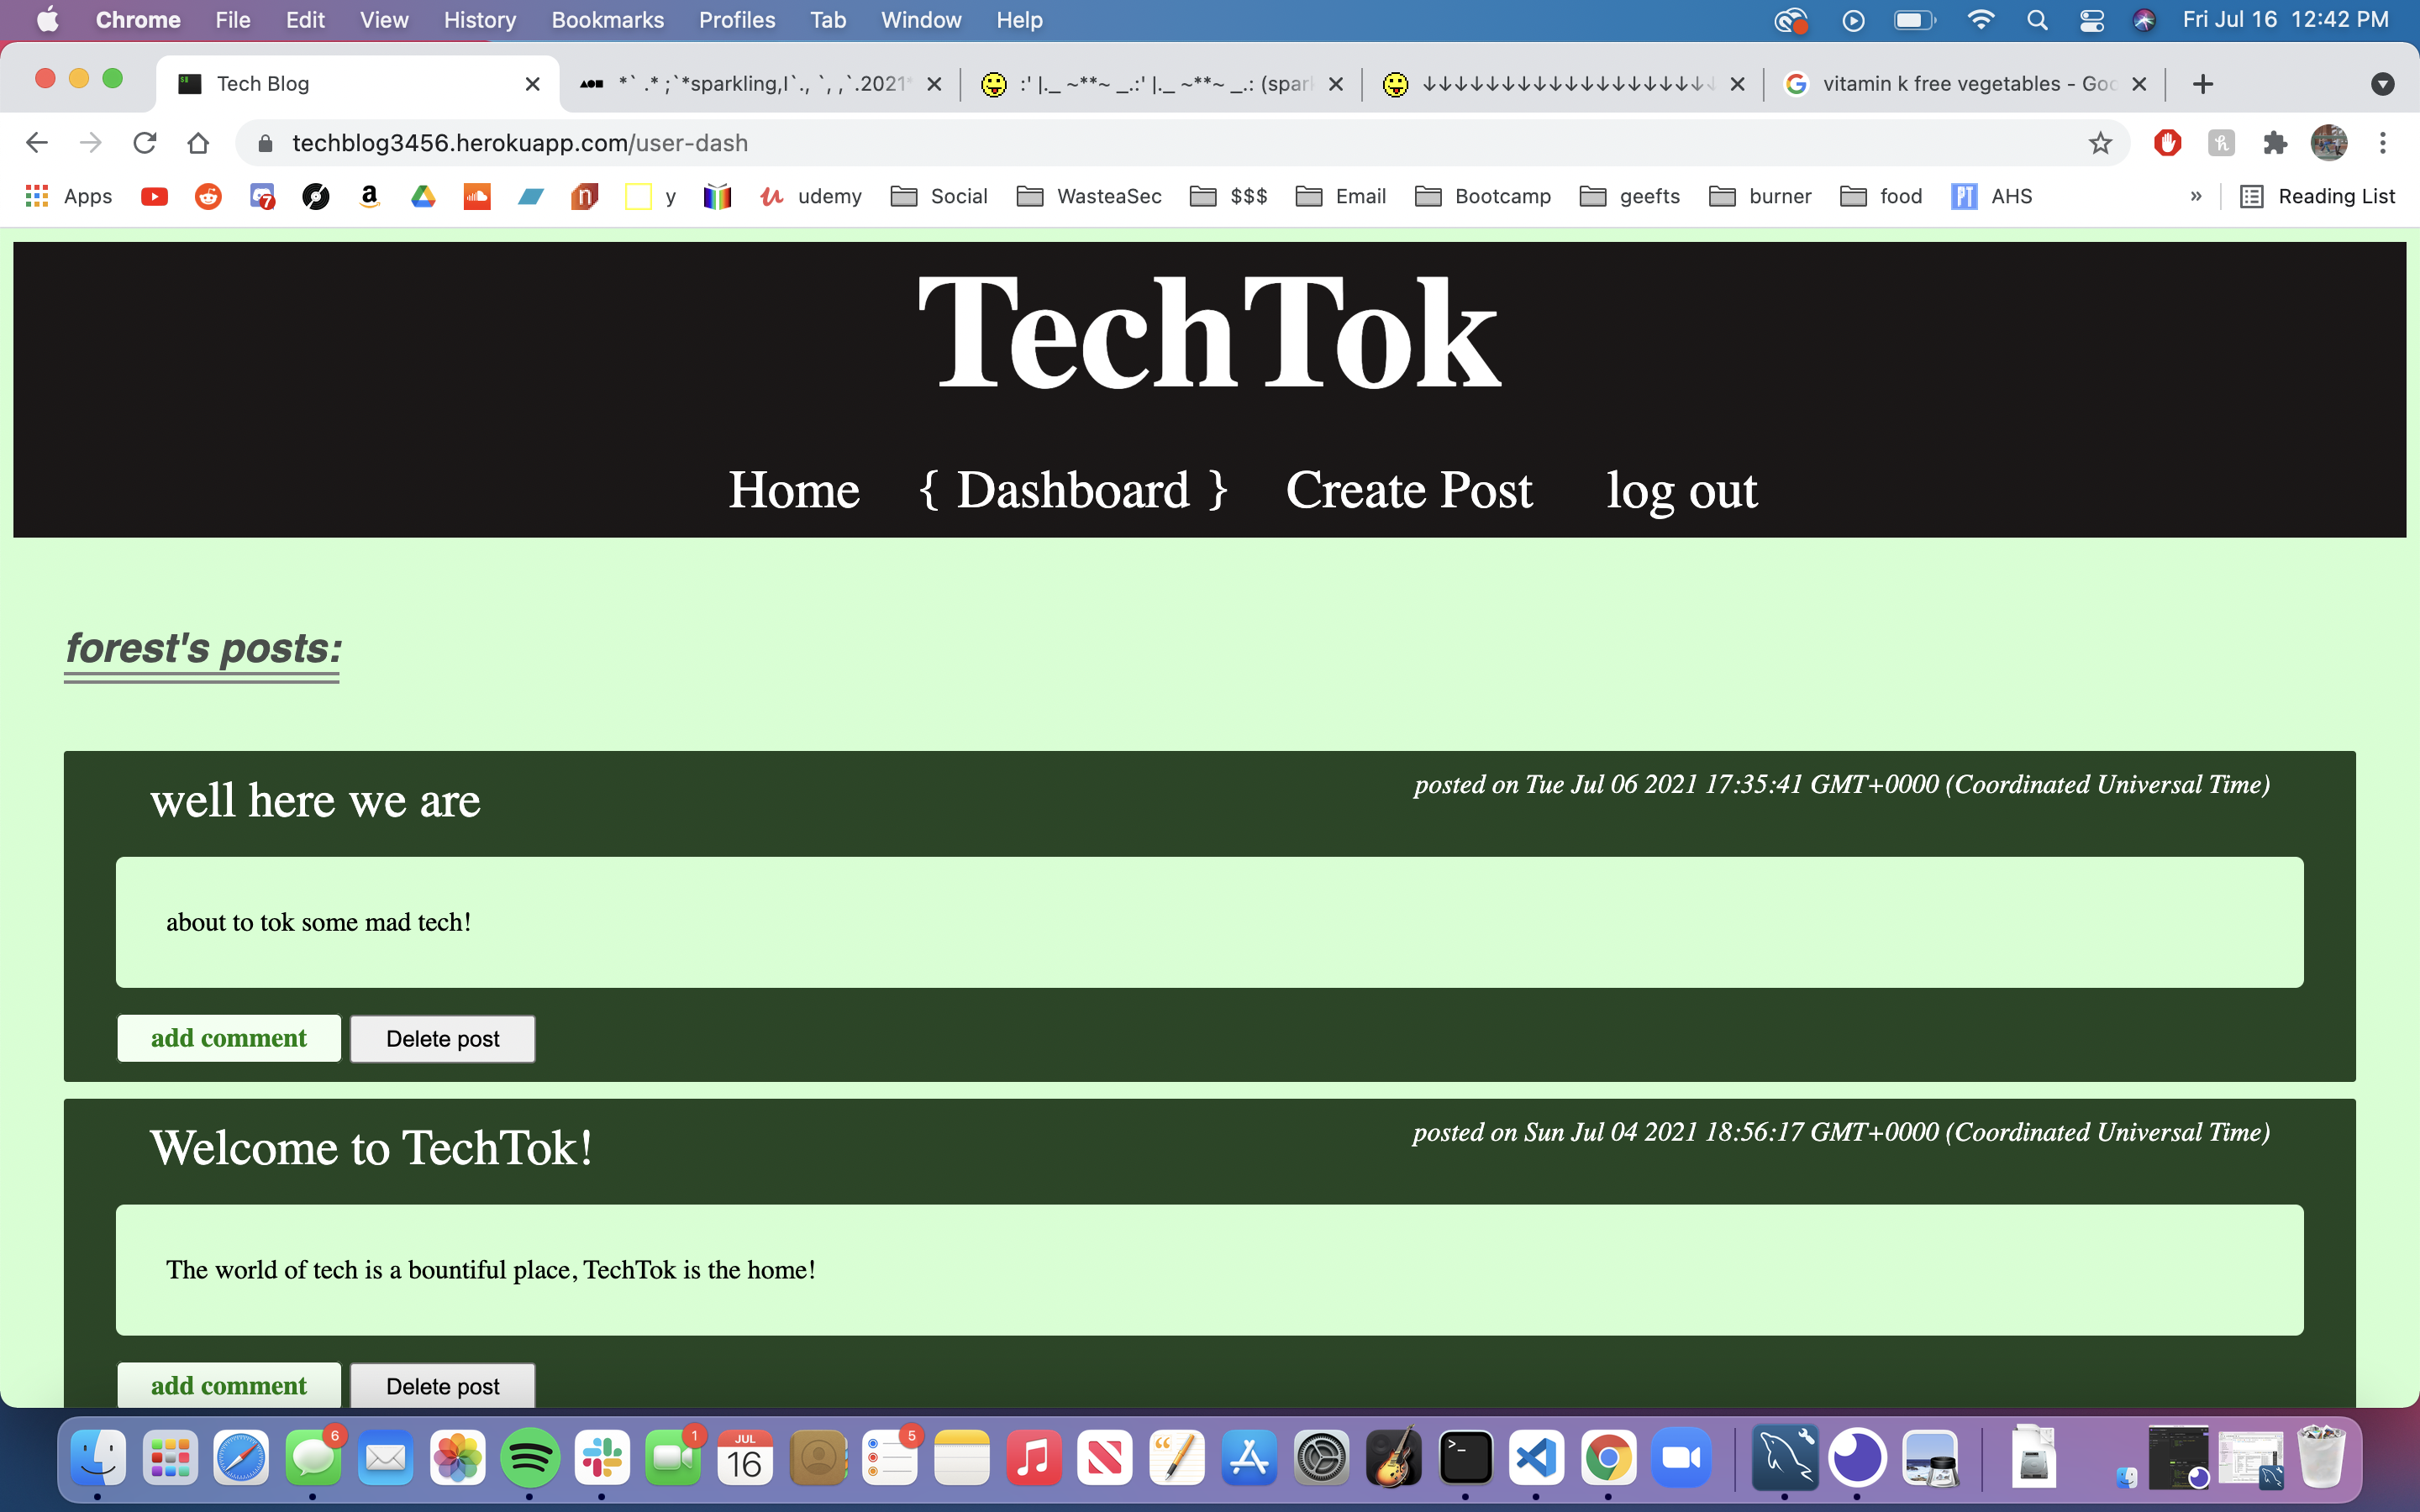 Chrome File Edit View History Bookmarks Profiles Tab Window Help Fri Jul 16 12:42 PM
Tech Blog
*` .* ;`*sparkling,I`., `, ,`.2021*
:' |._ ~**~ _.:' |._ ~**~ _.: (spar
↓↓↓↓↓↓↓↓↓↓↓↓↓↓↓↓↓↓↓
vitamin k free vegetables - Goo
techblog3456.herokuapp.com/user-dash
Apps 7 a n y udemy Social WasteaSec $$$ Email Bootcamp geefts burner food PT AHS » Reading List
TechTok
Home { Dashboard } Create Post log out
forest's posts:
well here we are
posted on Tue Jul 06 2021 17:35:41 GMT+0000 (Coordinated Universal Time)
about to tok some mad tech!
add comment Delete post
Welcome to TechTok!
posted on Sun Jul 04 2021 18:56:17 GMT+0000 (Coordinated Universal Time)
The world of tech is a bountiful place, TechTok is the home!
add comment Delete post
6 1 JUL 16 5 >_